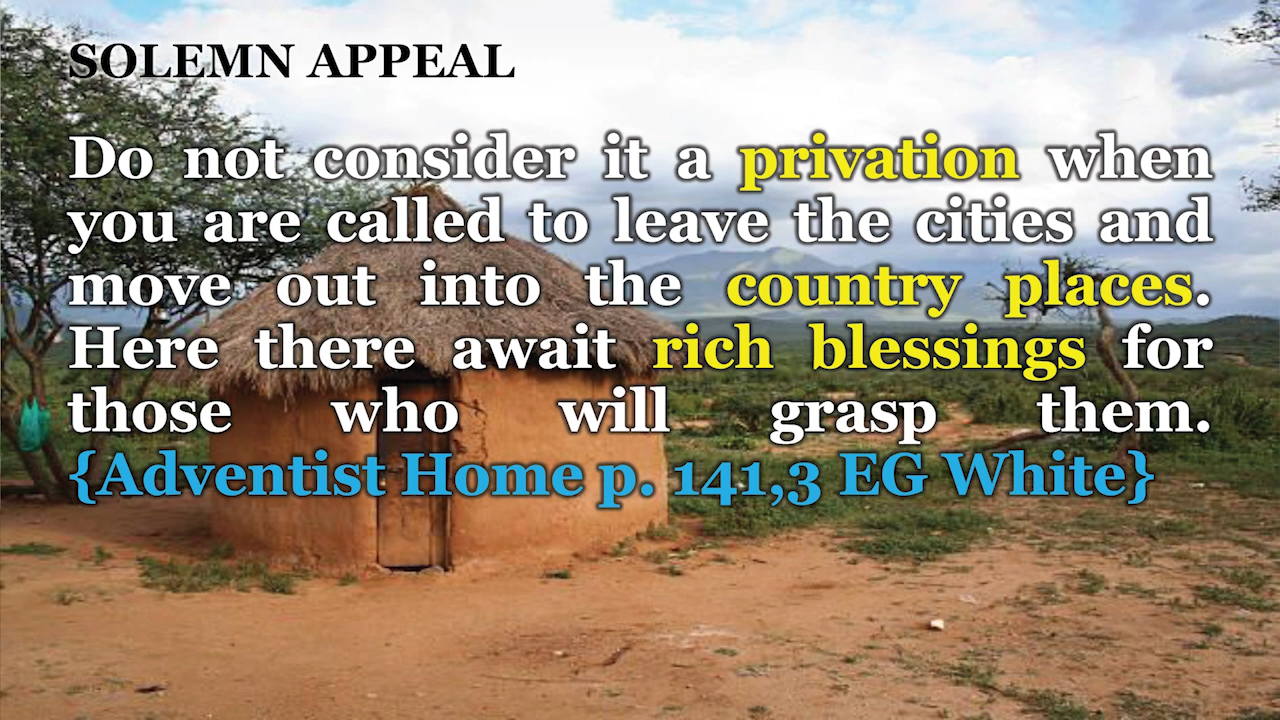 SOLEMN APPEAL
Do not consider it a privation when
you are called to leave the cities and
move out into the country places.
Here there await rich blessings for
those who will grasp them.
{Adventist Home p. 141,3 EG White}